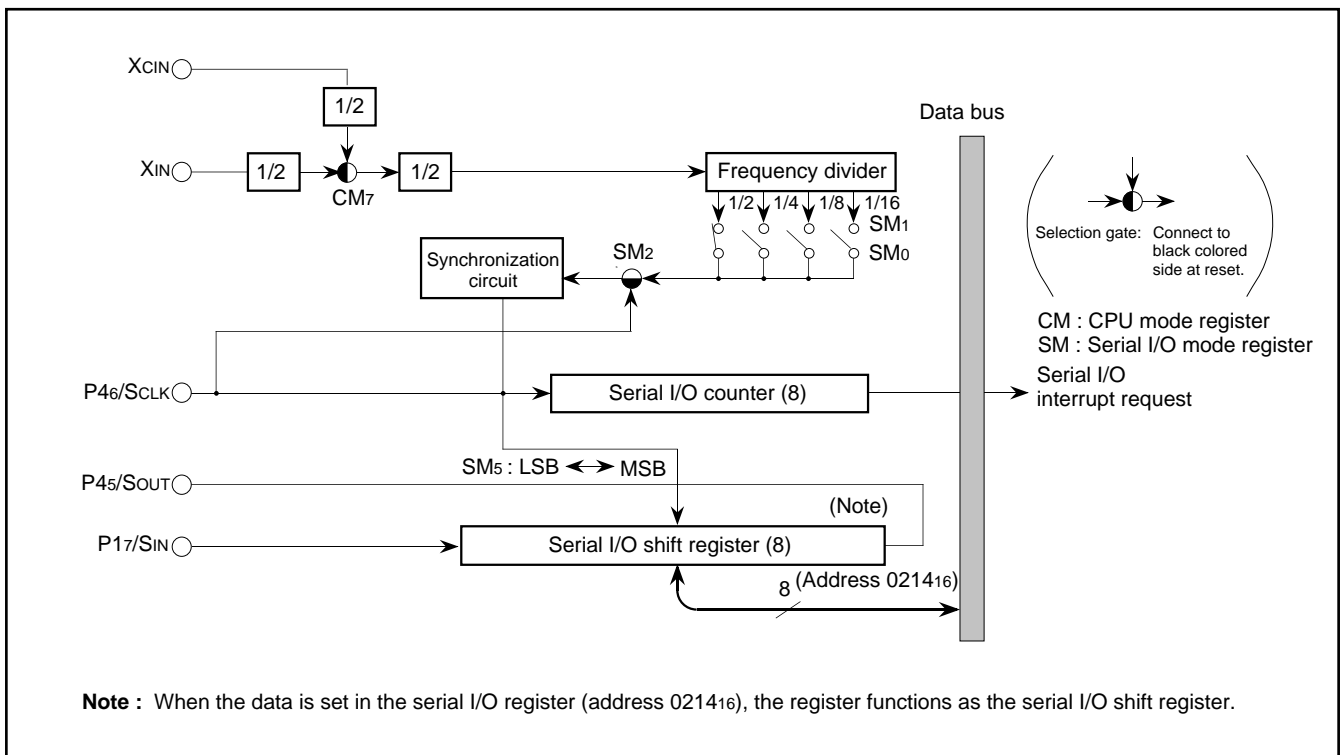 XCIN
1/2
Data bus
XIN
1/2
CM7
1/2
Frequency divider
1/2 1/4 1/8 1/16
SM1
SM0
Selection gate: Connect to
black colored
side at reset.
Synchronization
circuit
SM2
CM : CPU mode register
SM : Serial I/O mode register
P46/SCLK
Serial I/O counter (8)
Serial I/O
interrupt request
SM5 : LSB MSB
P45/SOUT
(Note)
P17/SIN
Serial I/O shift register (8)
8 (Address 021416)
Note : When the data is set in the serial I/O register (address 021416), the register functions as the serial I/O shift register.